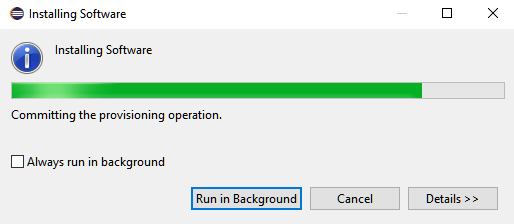 Installing Software
Installing Software
Committing the provisioning operation.
Always run in background
Run in Background Cancel Details >>